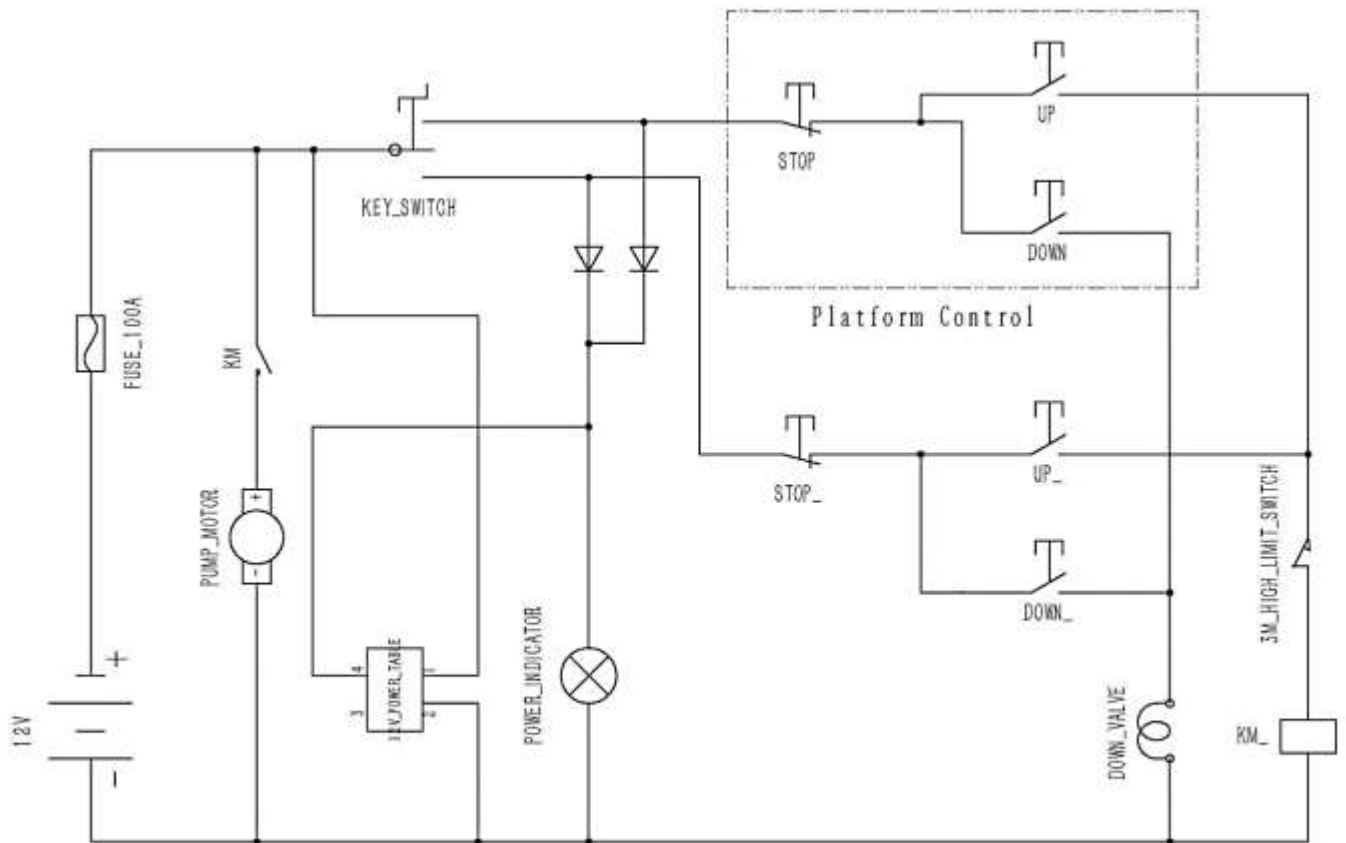 UP
STOP
KEY_SWITCH
DOWN
Platform Control
FUSE_100A
KM
UP_
STOP_
3M_HIGH_LIMIT_SWITCH
PUMP_MOTOR
+
-
DOWN_
12V_POWER_TABLE
4
1
3
2
POWER_INDICATOR
+
12V
-
DOWN_VALVE
KM_